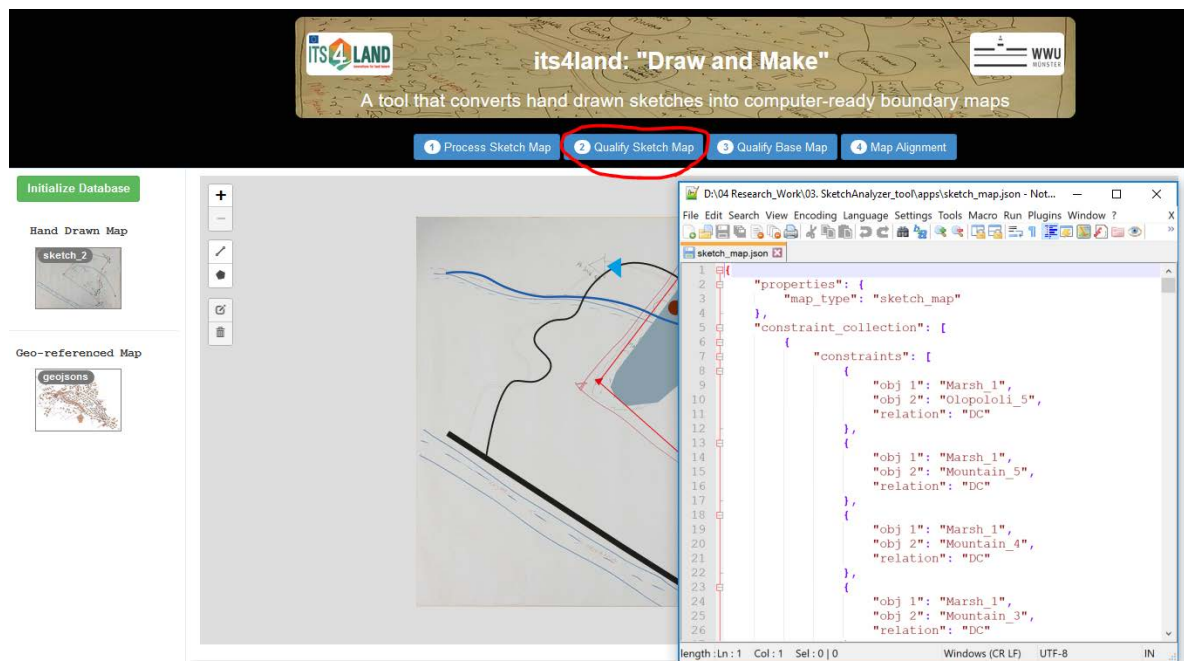 ITS4LAND
its4land: "Draw and Make"
WWU
MÜNSTER
A tool that converts hand drawn sketches into computer-ready boundary maps
1 Process Sketch Map
2 Qualify Sketch Map
3 Qualify Base Map
4 Map Alignment
Initialize Database
Hand Drawn Map
sketch_2
Geo-referenced Map
geojsons
+
−
D:\04 Research_Work\03. SketchAnalyzer_tool\apps\sketch_map.json - Not...
File Edit Search View Encoding Language Settings Tools Macro Run Plugins Window ? X
sketch_map.json
1 {
2 "properties": {
3 "map_type": "sketch_map"
4 },
5 "constraint_collection": [
6 {
7 "constraints": [
8 {
9 "obj 1": "Marsh_1",
10 "obj 2": "Olopololi_5",
11 "relation": "DC"
12 },
13 {
14 "obj 1": "Marsh_1",
15 "obj 2": "Mountain_5",
16 "relation": "DC"
17 },
18 {
19 "obj 1": "Marsh_1",
20 "obj 2": "Mountain_4",
21 "relation": "DC"
22 },
23 {
24 "obj 1": "Marsh_1",
25 "obj 2": "Mountain_3",
26 "relation": "DC"
length : Ln : 1 Col : 1 Sel : 0 | 0 Windows (CR LF) UTF-8 IN